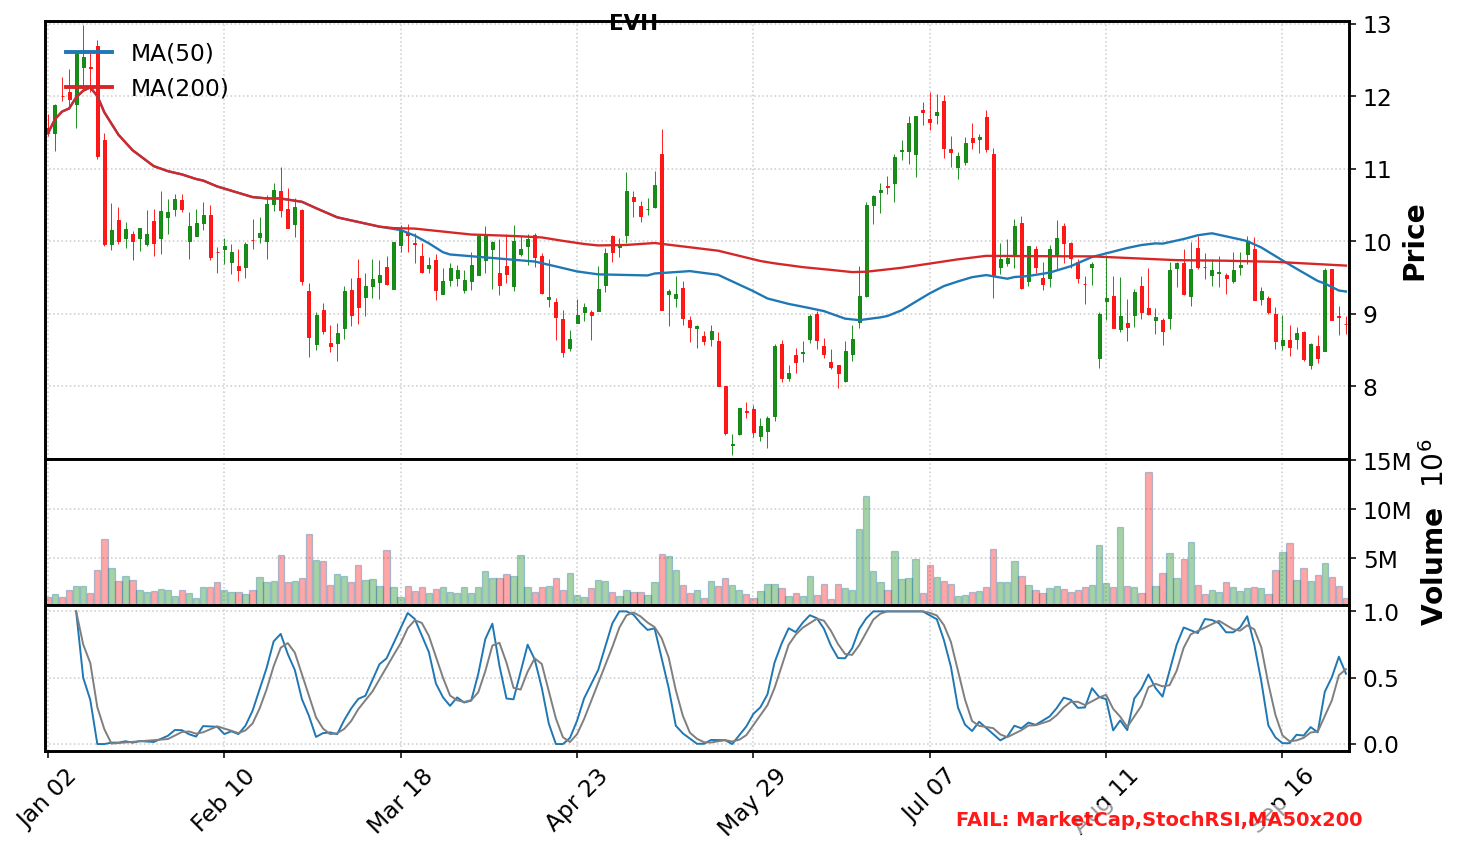 EVH
MA(50)
MA(200)
13
12
11
10
9
8
Price
15M
10M
5M
Volume 10^6
1.0
0.5
0.0
Jan 02
Feb 10
Mar 18
Apr 23
May 29
Jul 07
Aug 11
Sep 16
FAIL: MarketCap,StochRSI,MA50x200